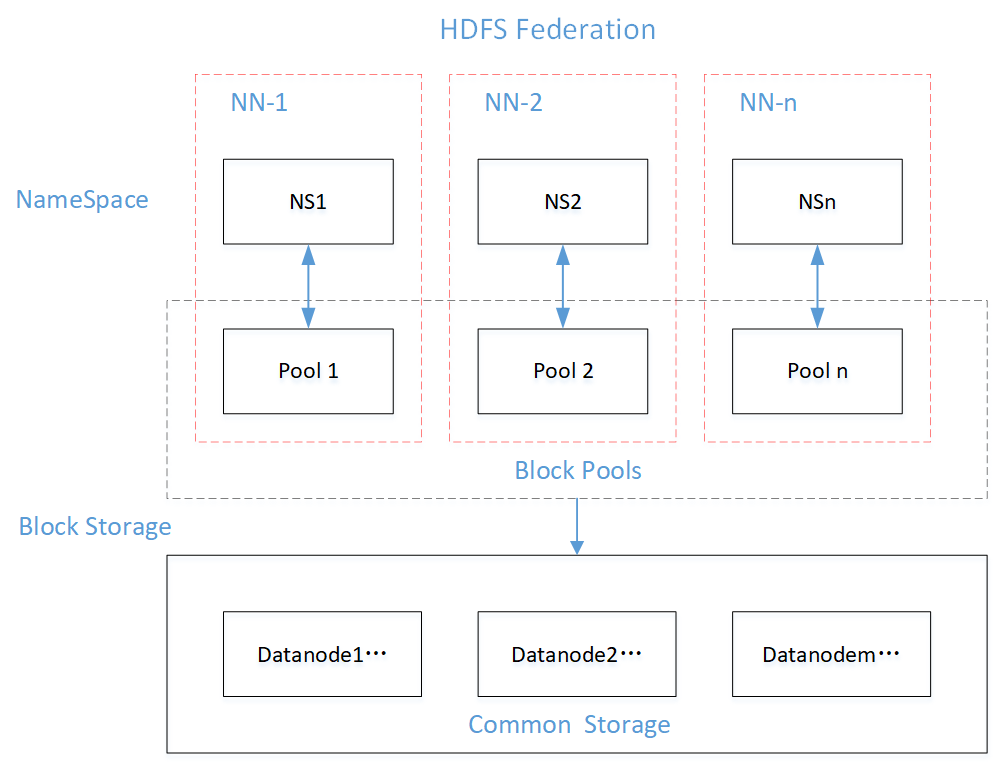 HDFS Federation
NN-1
NN-2
NN-n
NameSpace
NS1
NS2
NSn
Pool 1
Pool 2
Pool n
Block Pools
Block Storage
Datanode1···
Datanode2···
Datanodem···
Common Storage